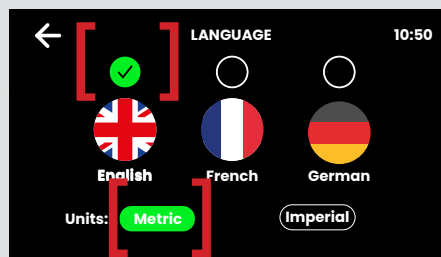 LANGUAGE 10:50
English French German
Units: Metric Imperial